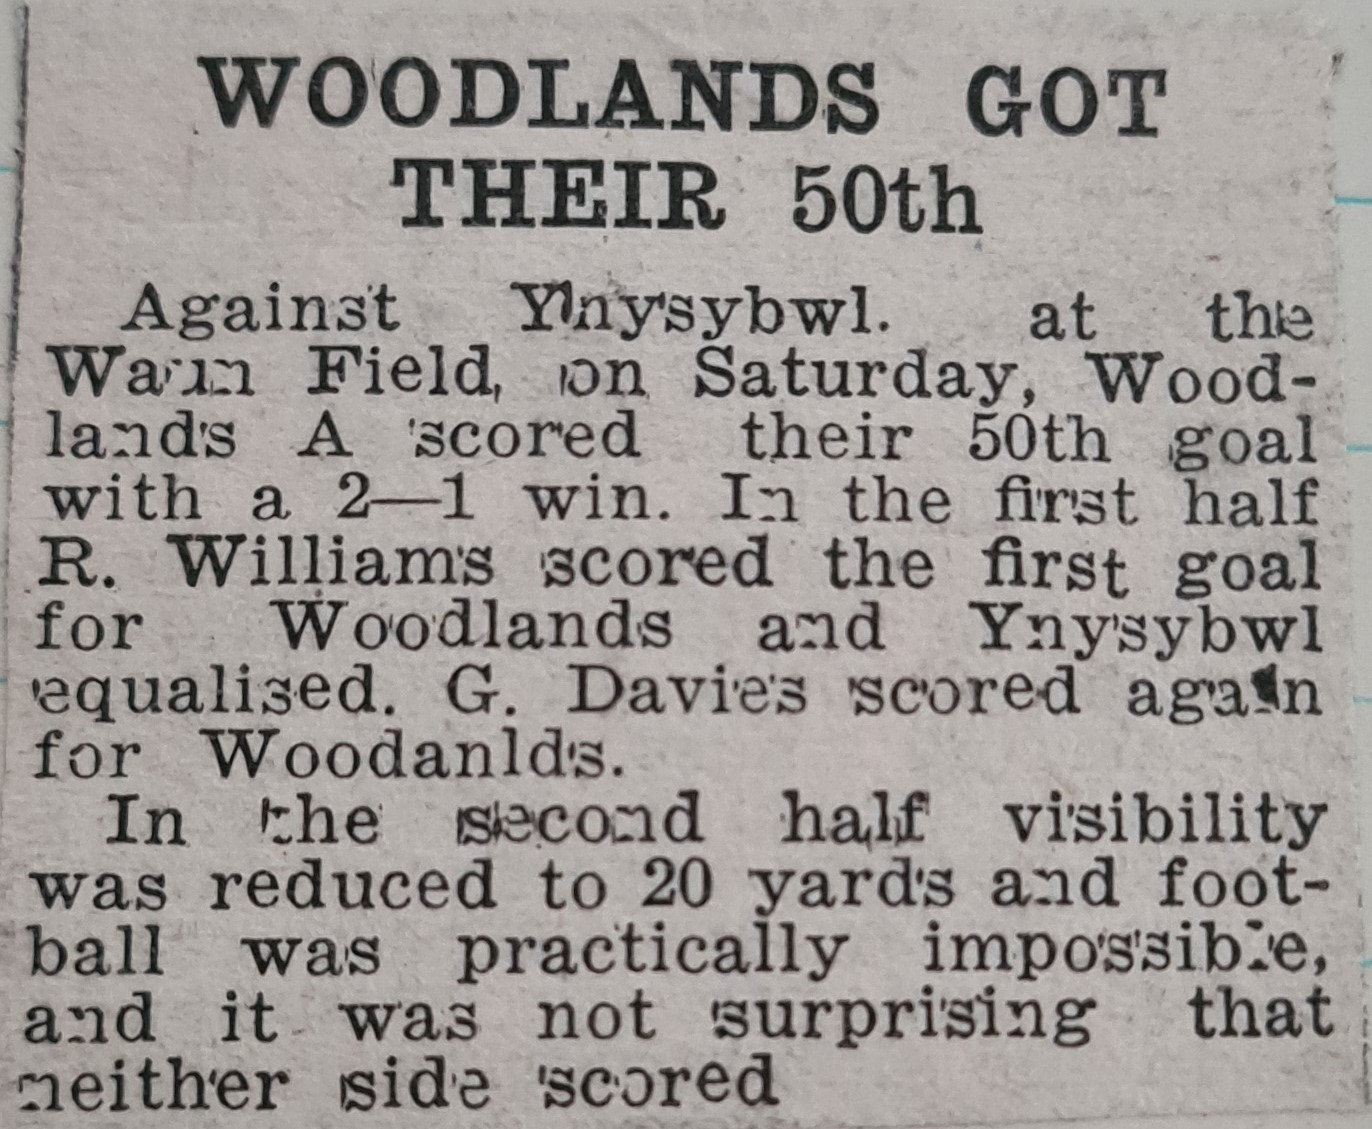 WOODLANDS GOT
THEIR 50th
Against Ynysybwl. at the
Waun Field, on Saturday, Wood-
lands A scored their 50th goal
with a 2—1 win. In the first half
R. Williams scored the first goal
for Woodlands and Ynysybwl
equalised. G. Davies scored again
for Woodanlds.
In the second half visibility
was reduced to 20 yards and foot-
ball was practically impossible,
and it was not surprising that
neither side scored